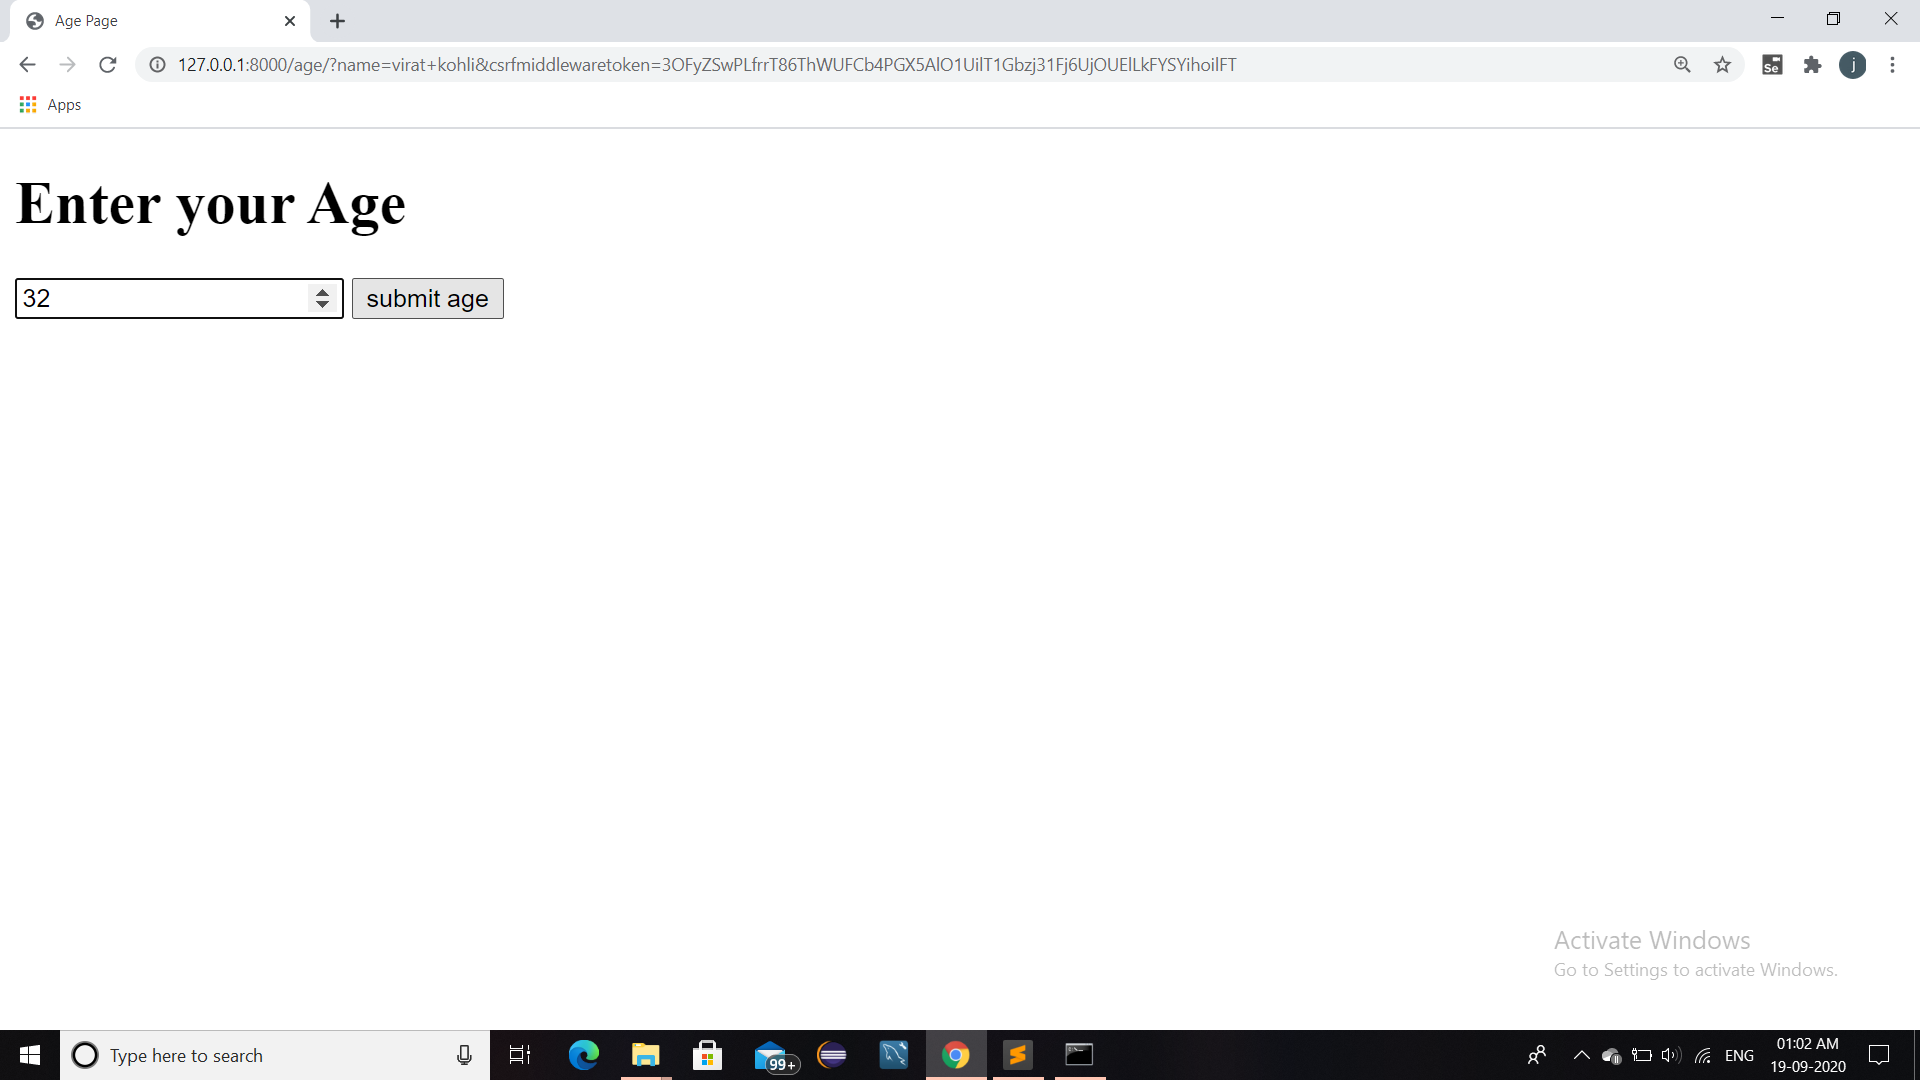 Age Page
127.0.0.1:8000/age/?name=virat+kohli&csrfmiddlewaretoken=3OFyZSwPLfrrT86ThWUFCb4PGX5AlO1UilT1Gbzj31Fj6UjOUElLkFYSYihoilFT
Se
j
Apps
Enter your Age
32 submit age
Activate Windows
Go to Settings to activate Windows.
Type here to search
99+
ENG
01:02 AM
19-09-2020